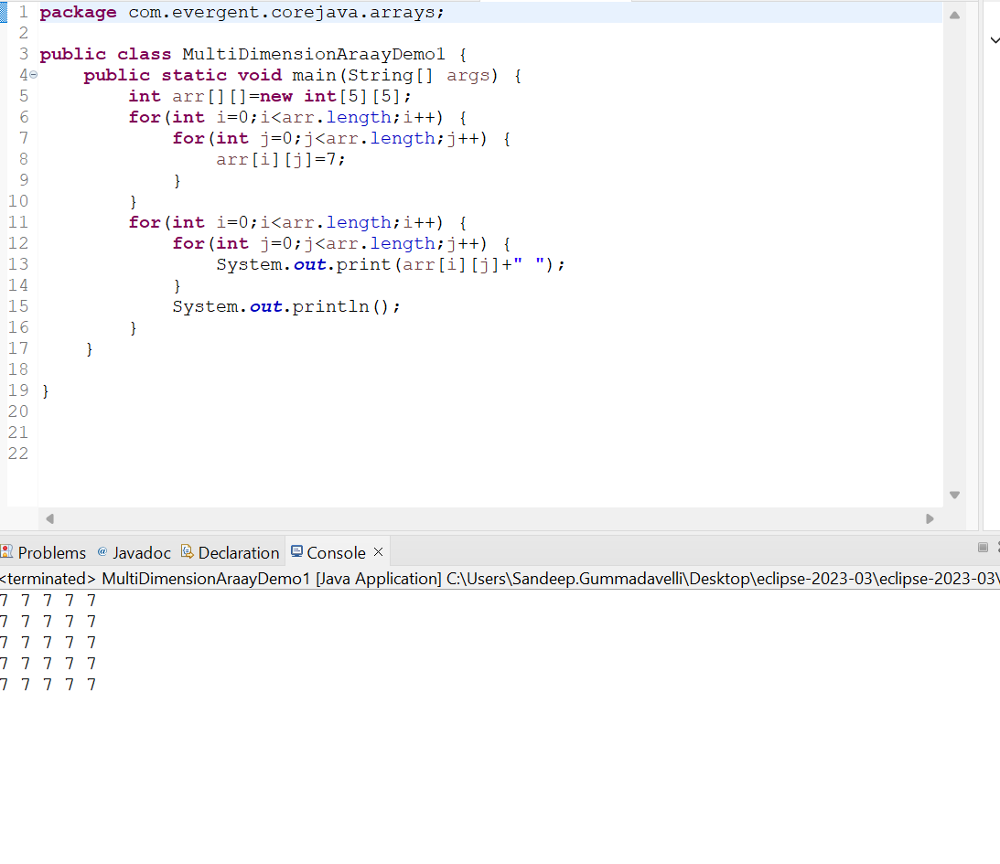 1 package com.evergent.corejava.arrays;
2
3 public class MultiDimensionAraayDemo1 {
4 public static void main(String[] args) {
5 int arr[][]=new int[5][5];
6 for(int i=0;i<arr.length;i++) {
7 for(int j=0;j<arr.length;j++) {
8 arr[i][j]=7;
9 }
10 }
11 for(int i=0;i<arr.length;i++) {
12 for(int j=0;j<arr.length;j++) {
13 System.out.print(arr[i][j]+" ");
14 }
15 System.out.println();
16 }
17 }
18
19 }
20
21
22
Problems @ Javadoc Declaration Console ×
<terminated> MultiDimensionAraayDemo1 [Java Application] C:\Users\Sandeep.Gummadavelli\Desktop\eclipse-2023-03\eclipse-2023-03\
7 7 7 7 7
7 7 7 7 7
7 7 7 7 7
7 7 7 7 7
7 7 7 7 7